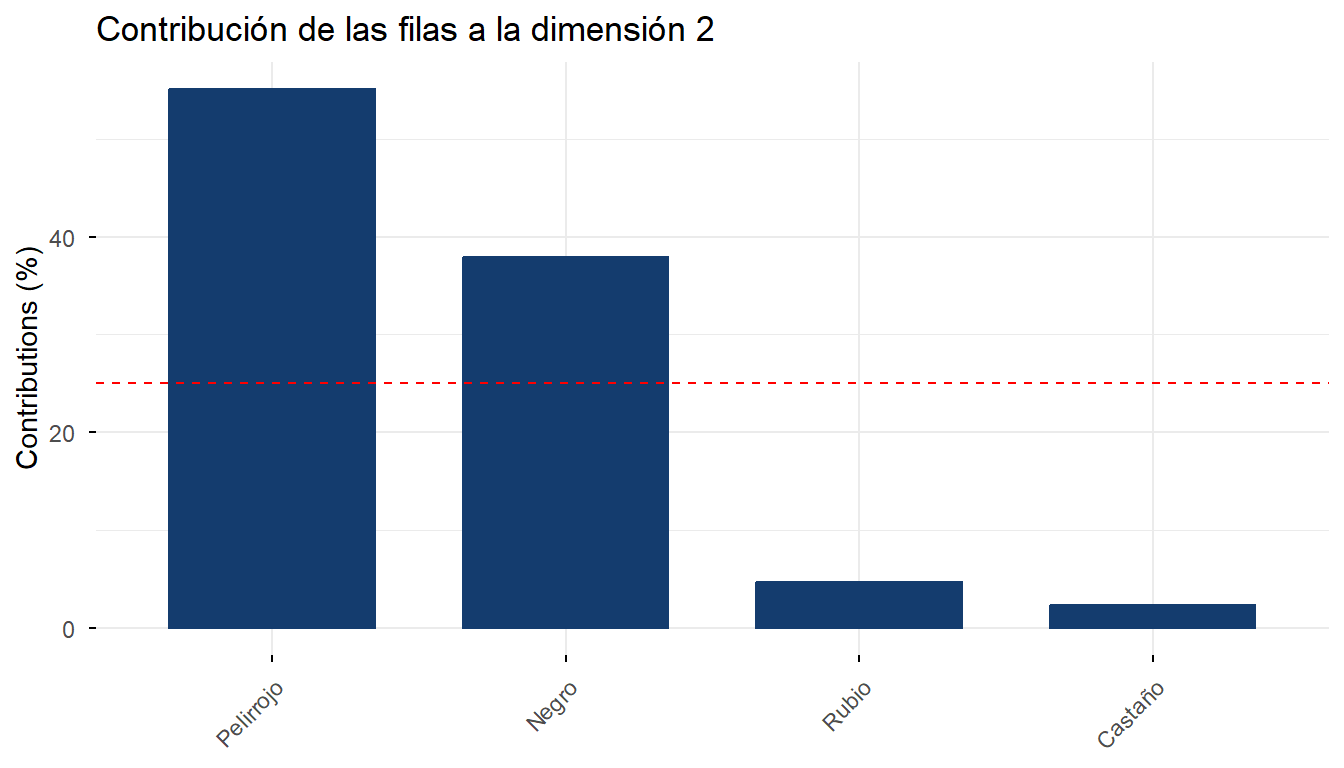 Contribución de las filas a la dimensión 2
Contributions (%)
40
20
0
Pelirrojo
Negro
Rubio
Castaño